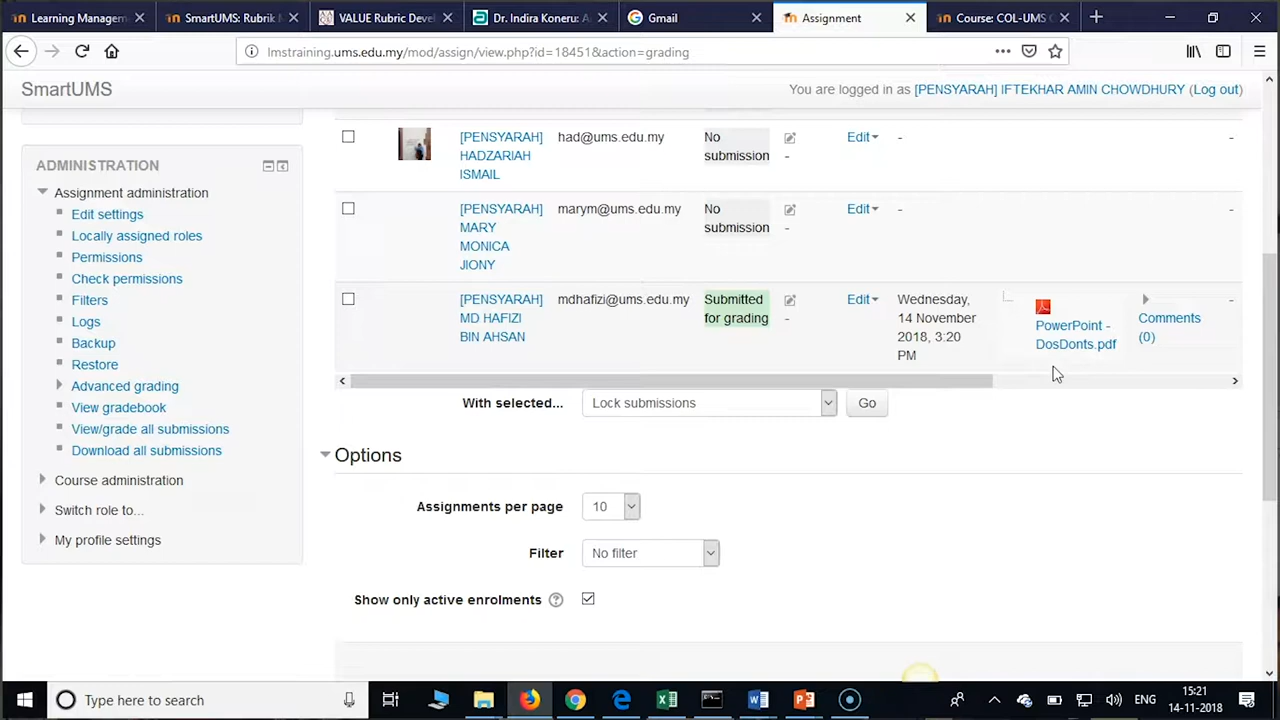 Learning Managem
SmartUMS: Rubrik M
VALUE Rubric Devel
Dr. Indira Koneru: A
Gmail
Assignment
Course: COL-UMS C
lmstraining.ums.edu.my/mod/assign/view.php?id=18451&action=grading
SmartUMS
You are logged in as [PENSYARAH] IFTEKHAR AMIN CHOWDHURY (Log out)
ADMINISTRATION
Assignment administration
Edit settings
Locally assigned roles
Permissions
Check permissions
Filters
Logs
Backup
Restore
Advanced grading
View gradebook
View/grade all submissions
Download all submissions
Course administration
Switch role to...
My profile settings
[PENSYARAH]
HADZARIAH
ISMAIL
had@ums.edu.my
No
submission
-
Edit
-
-
[PENSYARAH]
MARY
MONICA
JIONY
marym@ums.edu.my
No
submission
-
Edit
-
-
[PENSYARAH]
MD HAFIZI
BIN AHSAN
mdhafizi@ums.edu.my
Submitted
for grading
-
Edit
Wednesday,
14 November
2018, 3:20
PM
PowerPoint -
DosDonts.pdf
Comments
(0)
-
With selected...
Lock submissions
Go
Options
Assignments per page
10
Filter
No filter
Show only active enrolments
Type here to search
ENG
15:21
14-11-2018